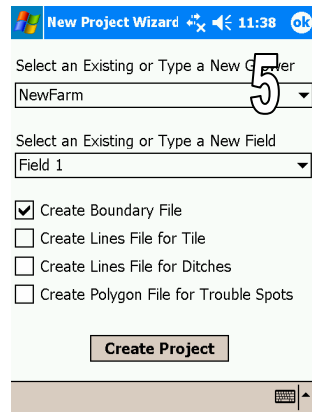 New Project Wizard 11:38 ok
Select an Existing or Type a New Grower
5
NewFarm
Select an Existing or Type a New Field
Field 1
Create Boundary File
Create Lines File for Tile
Create Lines File for Ditches
Create Polygon File for Trouble Spots
Create Project